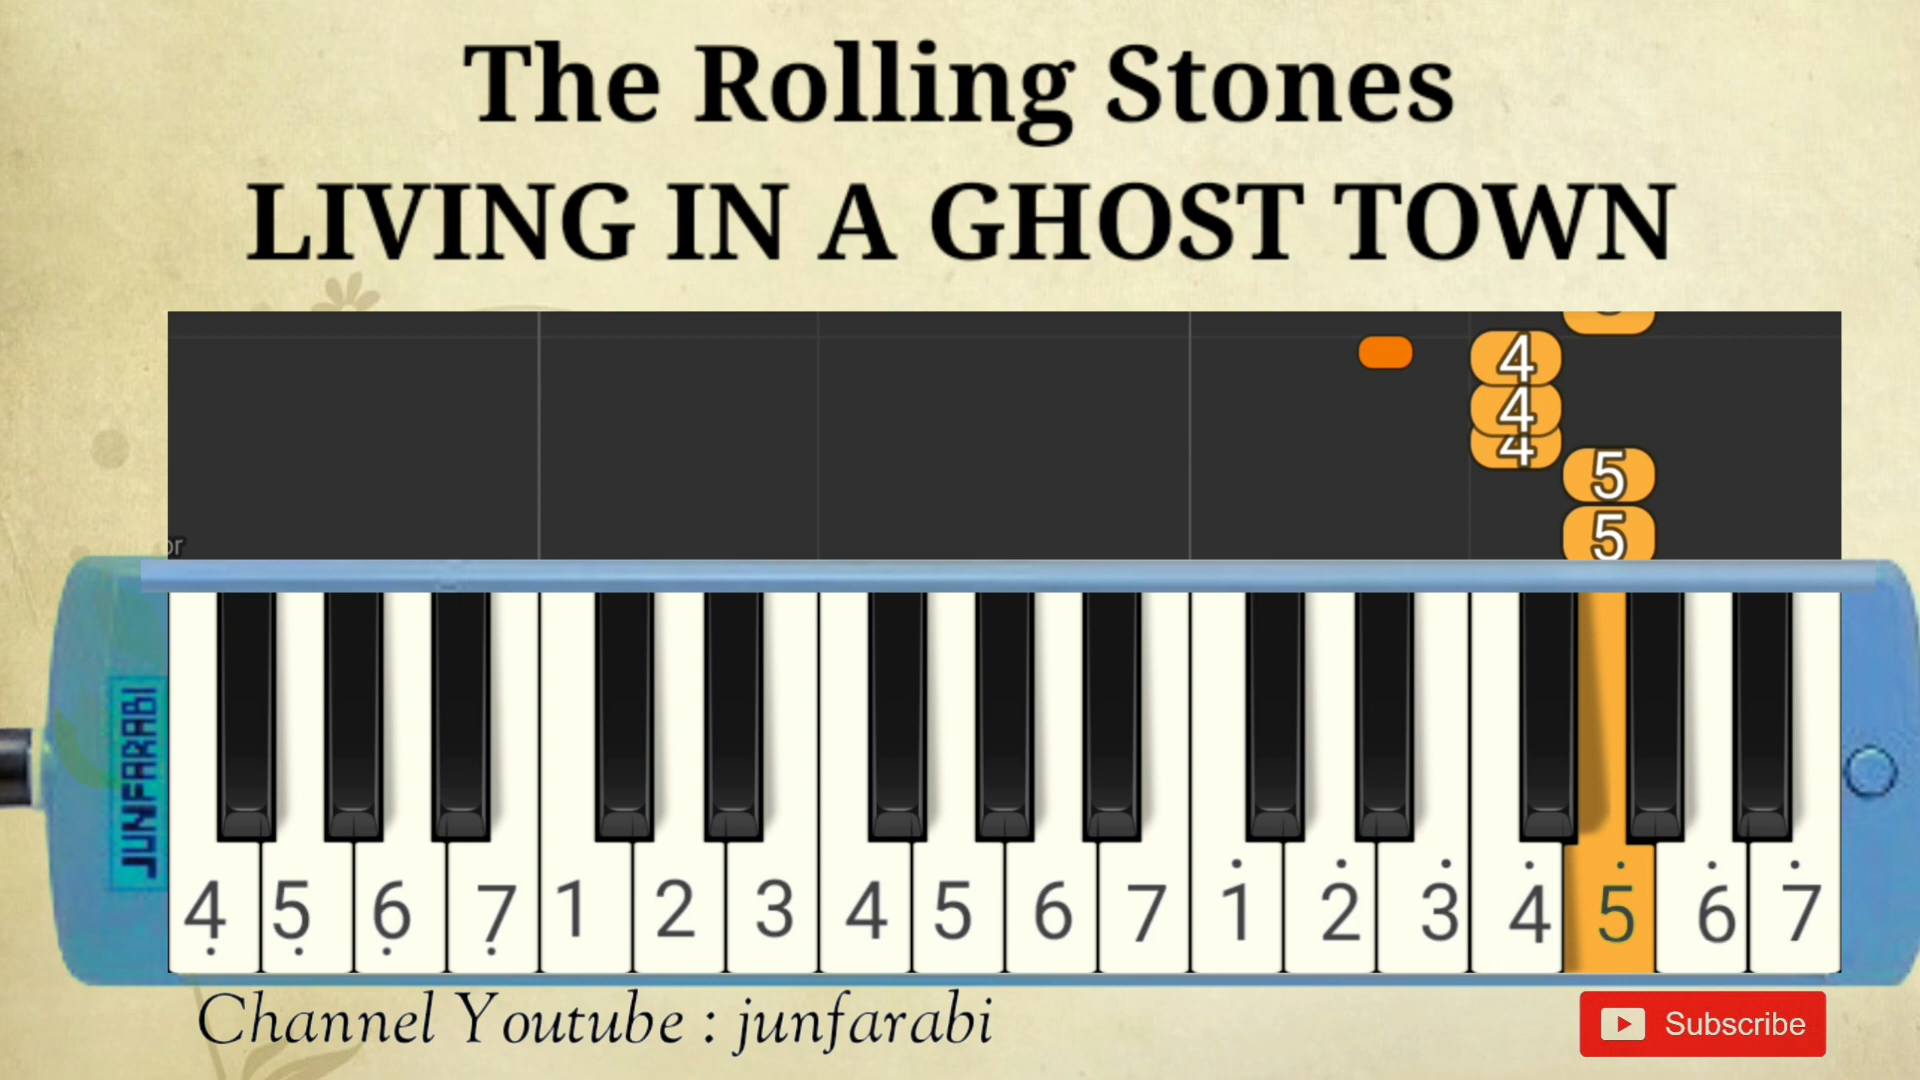 The Rolling Stones
LIVING IN A GHOST TOWN
4
4
4
5
5
or
JUNFARABI
4 5 6 7 1 2 3 4 5 6 7 1 2 3 4 5 6 7
Channel Youtube : junfarabi
Subscribe